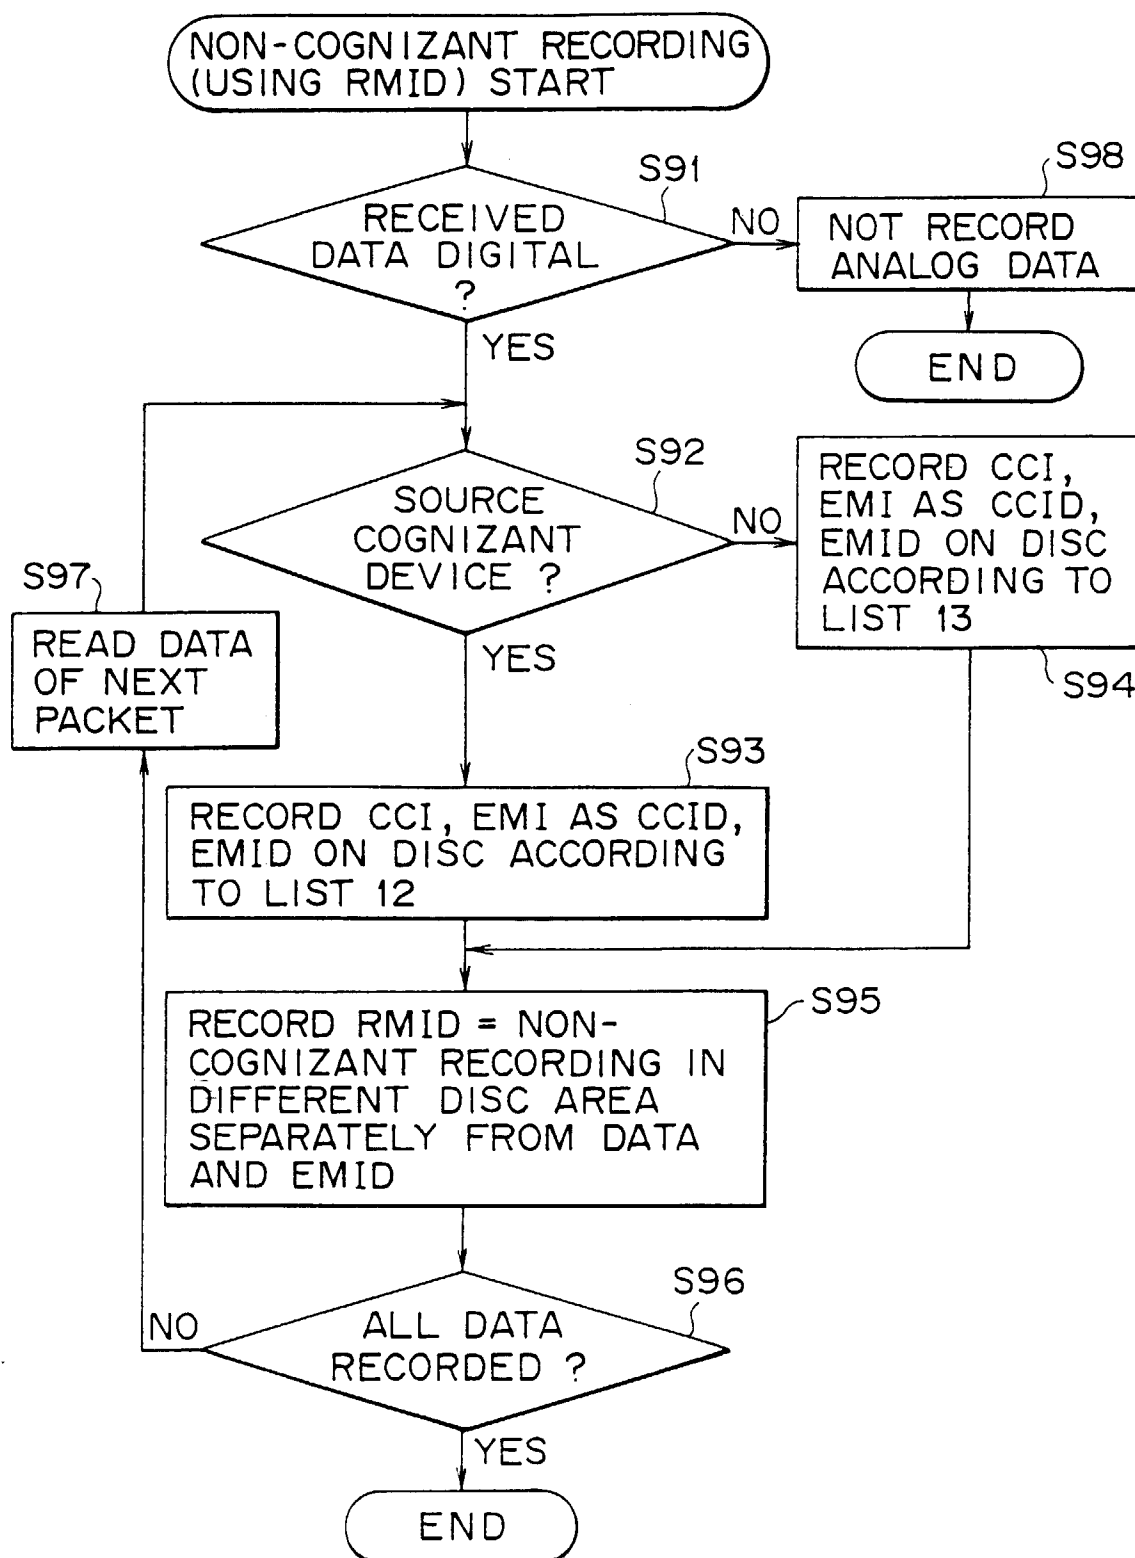 NON-COGNIZANT RECORDING
(USING RMID) START
S91
RECEIVED
DATA DIGITAL
?
NO
S98
NOT RECORD
ANALOG DATA
END
YES
S92
SOURCE
COGNIZANT
DEVICE ?
NO
RECORD CCI,
EMI AS CCID,
EMID ON DISC
ACCORDING TO
LIST 13
S94
S97
READ DATA
OF NEXT
PACKET
YES
S93
RECORD CCI, EMI AS CCID,
EMID ON DISC ACCORDING
TO LIST 12
S95
RECORD RMID = NON-
COGNIZANT RECORDING IN
DIFFERENT DISC AREA
SEPARATELY FROM DATA
AND EMID
S96
ALL DATA
RECORDED ?
NO
YES
END